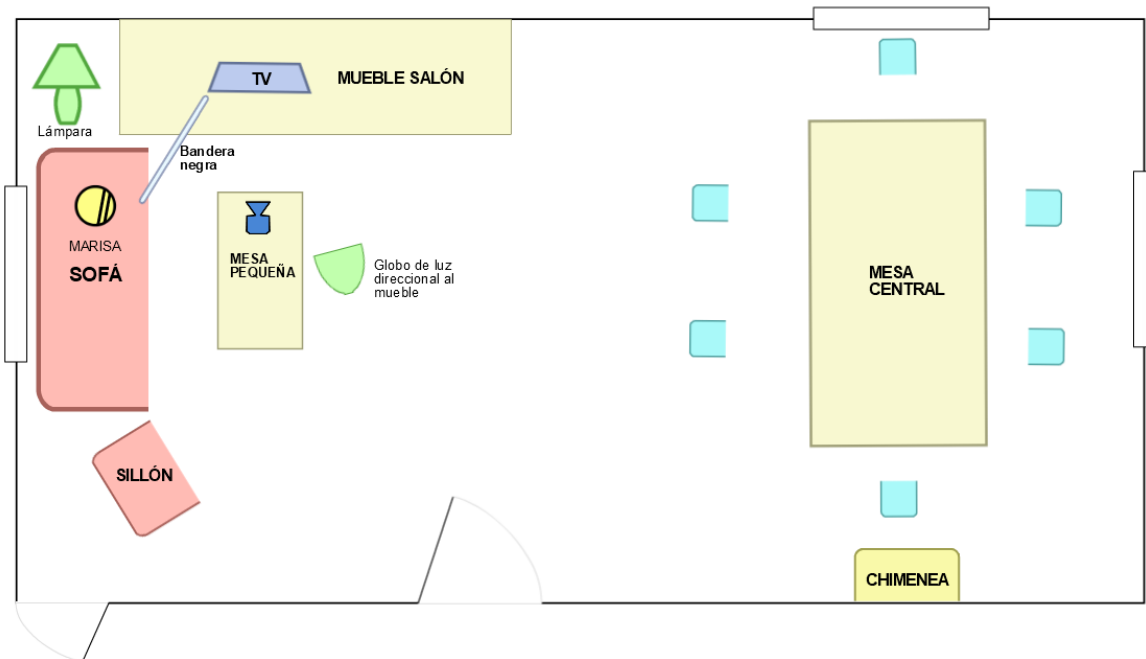 TV
MUEBLE SALÓN
Lámpara
Bandera
negra
MARISA
SOFÁ
MESA
PEQUEÑA
Globo de luz
direccional al
mueble
MESA
CENTRAL
SILLÓN
CHIMENEA